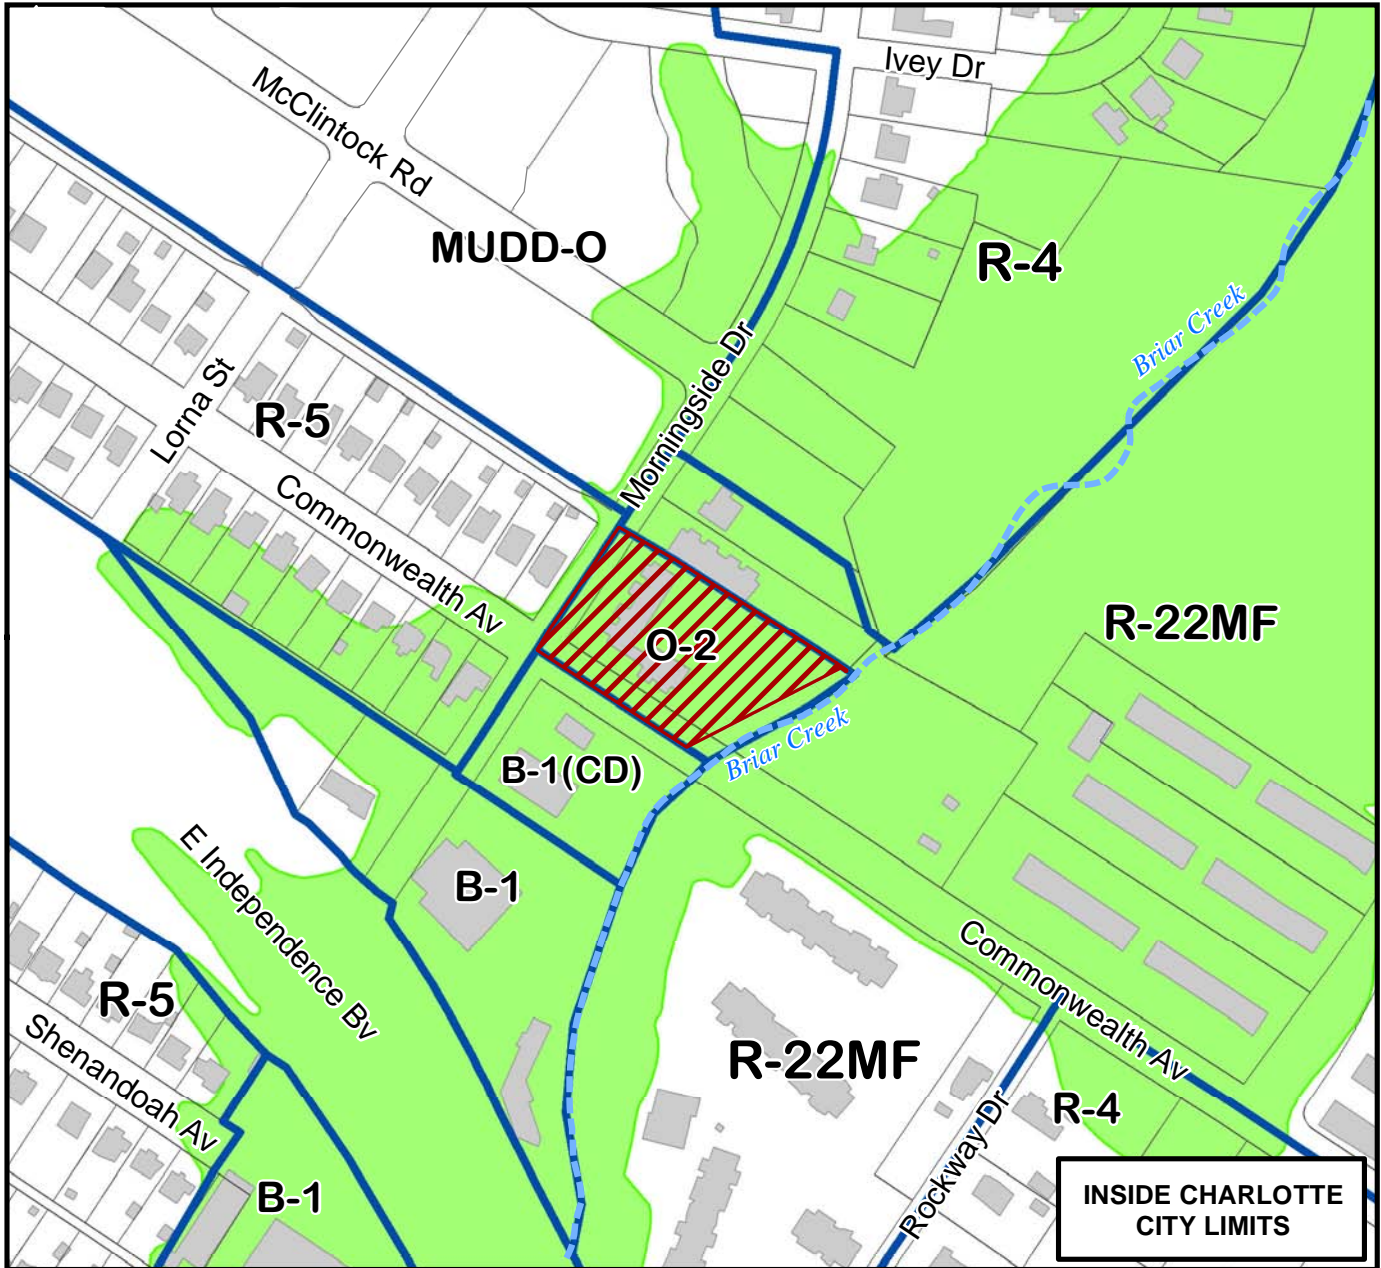 Ivey Dr
McClintock Rd
MUDD-O
R-4
Briar Creek
Morningside Dr
Lorna St
R-5
Commonwealth Av
O-2
R-22MF
Briar Creek
B-1(CD)
E Independence Bv
B-1
Commonwealth Av
R-5
Shenandoah Av
R-22MF
R-4
Rockway Dr
B-1
INSIDE CHARLOTTE
CITY LIMITS